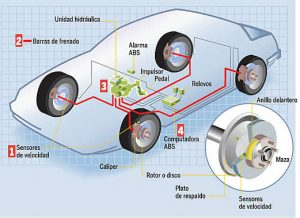 Unidad hidráulica
2 Barras de frenado
Alarma
ABS
Impulsor
Pedal
Relevos
3
Anillo delantero
4
Computadora
ABS
1 Sensores
de velocidad
Caliper
Rotor o disco
Plato
de respaldo
Maza
Sensores
de velocidad